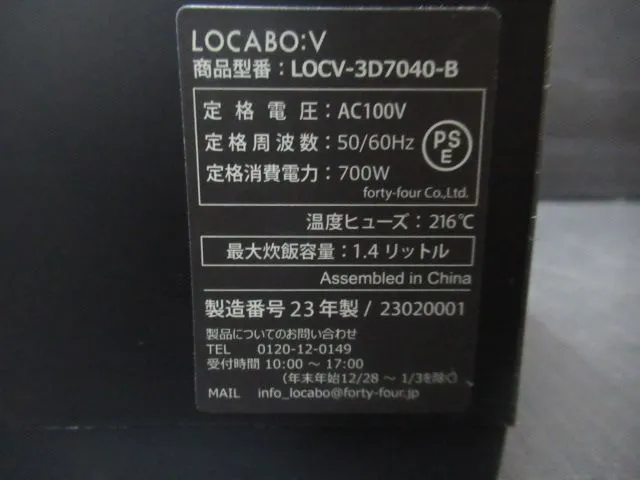 LOCABO:V
商品型番：LOCV-3D7040-B
定格電圧：AC100V
定格周波数：50/60Hz
定格消費電力：700W
PS
E
forty-four Co.,Ltd.
温度ヒューズ：216℃
最大炊飯容量：1.4リットル
Assembled in China
製造番号23年製/ 23020001
製品についてのお問い合わせ
TEL 0120-12-0149
受付時間 10:00 ～ 17:00
（年末年始12/28 ～ 1/3を除く）
MAIL info_locabo@forty-four.jp